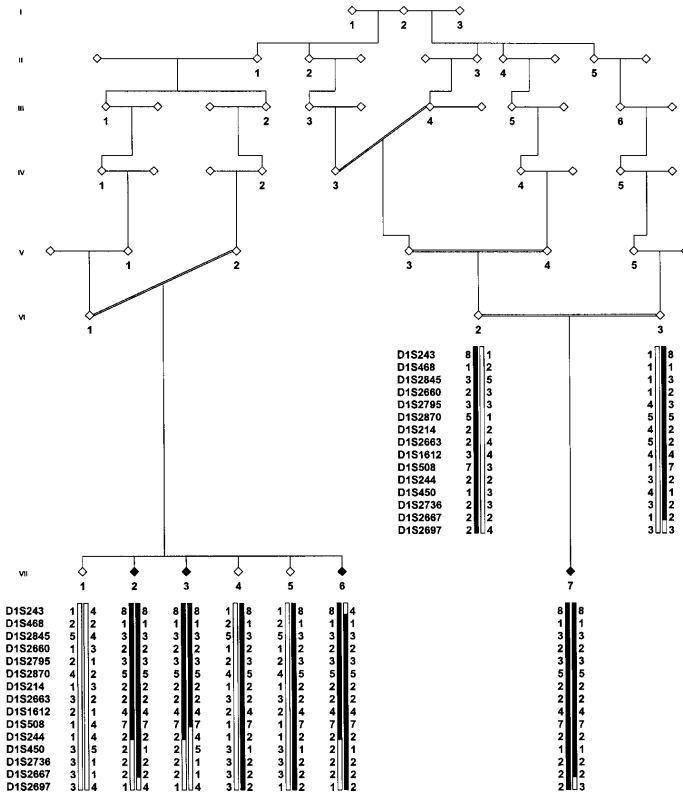 I
1 2 3
II
1 2 3 4 5
III
1 2 3 4 5 6
IV
1 2 3 4 5
V
1 2 3 4 5
VI
1 2 3
D1S243 8 1 1 8
D1S468 1 2 1 1
D1S2845 3 5 1 3
D1S2660 2 3 1 2
D1S2795 3 3 4 3
D1S2870 5 1 5 5
D1S214 2 2 4 2
D1S2663 2 4 5 2
D1S1612 3 4 4 4
D1S508 7 3 1 7
D1S244 2 2 3 2
D1S450 1 3 4 1
D1S2736 2 2 3 2
D1S2667 2 2 1 2
D1S2697 2 4 3 3
VII
1 2 3 4 5 6 7
D1S243 1 4 8 8 8 8 1 8 1 8 8 4 8 8
D1S468 2 2 1 1 1 1 2 1 2 1 1 1 1 1
D1S2845 5 4 3 3 3 3 5 3 5 3 3 3 3 3
D1S2660 1 3 2 2 2 2 1 2 1 2 2 2 2 2
D1S2795 2 1 3 3 3 3 2 3 2 3 3 3 3 3
D1S2870 4 2 5 5 5 5 4 5 4 5 5 5 5 5
D1S214 1 3 2 2 2 2 1 2 1 2 2 2 2 2
D1S2663 3 2 2 2 2 2 3 2 3 2 2 2 2 2
D1S1612 2 1 4 4 4 4 2 4 2 4 4 4 4 4
D1S508 1 4 7 7 7 7 1 7 1 7 7 7 7 7
D1S244 1 4 2 2 2 4 1 2 1 2 2 2 2 2
D1S450 3 5 2 1 2 5 3 1 3 1 2 1 1 1
D1S2736 3 1 2 2 2 1 3 2 3 2 2 2 2 2
D1S2667 3 1 2 2 2 1 3 2 3 2 2 2 2 2
D1S2697 3 4 1 4 1 4 3 2 1 2 1 2 2 3